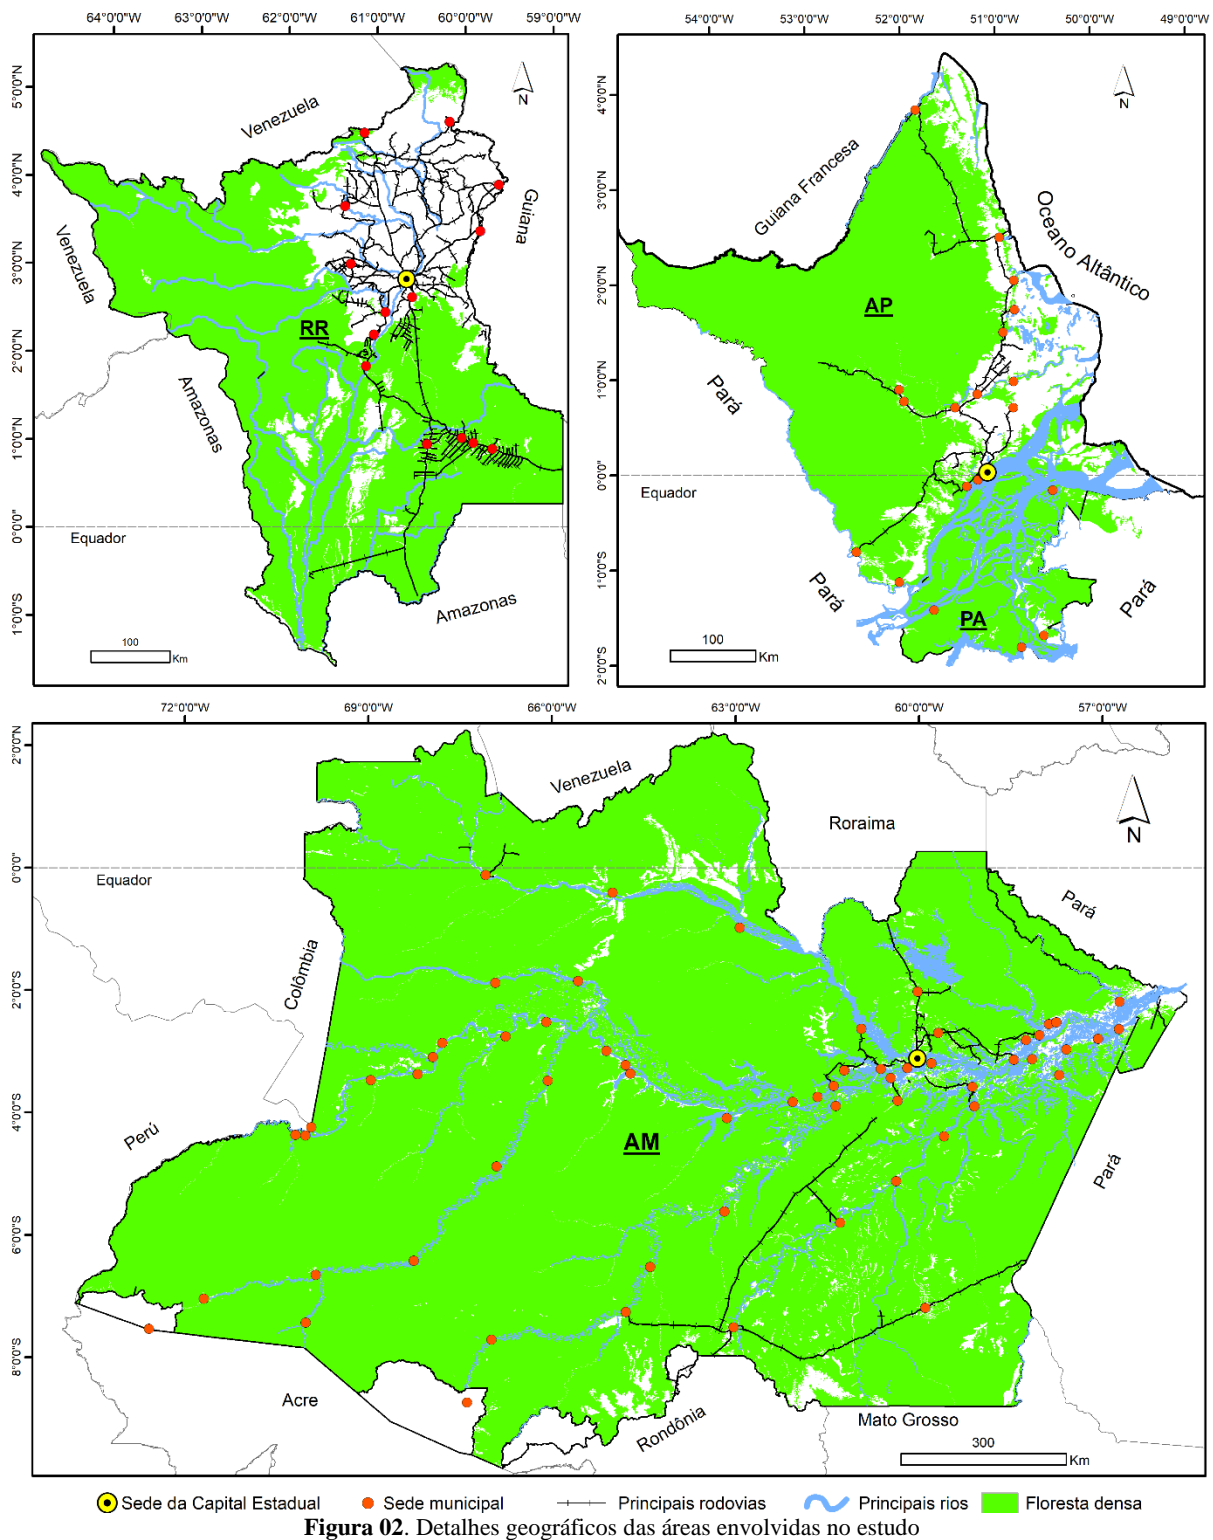 64°0'0"W 63°0'0"W 62°0'0"W 61°0'0"W 60°0'0"W 59°0'0"W
5°0'0"N
4°0'0"N
3°0'0"N
2°0'0"N
1°0'0"N
0°0'0"
1°0'0"S
Venezuela
N
Guiana
Venezuela
RR
Amazonas
Equador
Amazonas
100
Km
54°0'0"W 53°0'0"W 52°0'0"W 51°0'0"W 50°0'0"W 49°0'0"W
4°0'0"N
3°0'0"N
2°0'0"N
1°0'0"N
0°0'0"
1°0'0"S
2°0'0"S
N
Guiana Francesa
Oceano Altântico
AP
Pará
Equador
Pará
Pará
PA
100
Km
72°0'0"W 69°0'0"W 66°0'0"W 63°0'0"W 60°0'0"W 57°0'0"W
2°0'0"N
0°0'0"
2°0'0"S
4°0'0"S
6°0'0"S
8°0'0"S
Venezuela
Roraima
N
Equador
Pará
Colômbia
Perú
AM
Pará
Acre
Rondônia
Mato Grosso
300
Km
Sede da Capital Estadual Sede municipal Principais rodovias Principais rios Floresta densa
Figura 02. Detalhes geográficos das áreas envolvidas no estudo